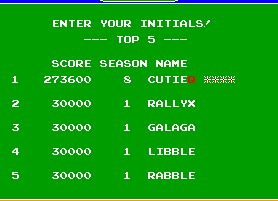 ENTER YOUR INITIALS!
--- TOP 5 ---
SCORE SEASON NAME
1 273600 8 CUTIE
2 30000 1 RALLYX
3 30000 1 GALAGA
4 30000 1 LIBBLE
5 30000 1 RABBLE